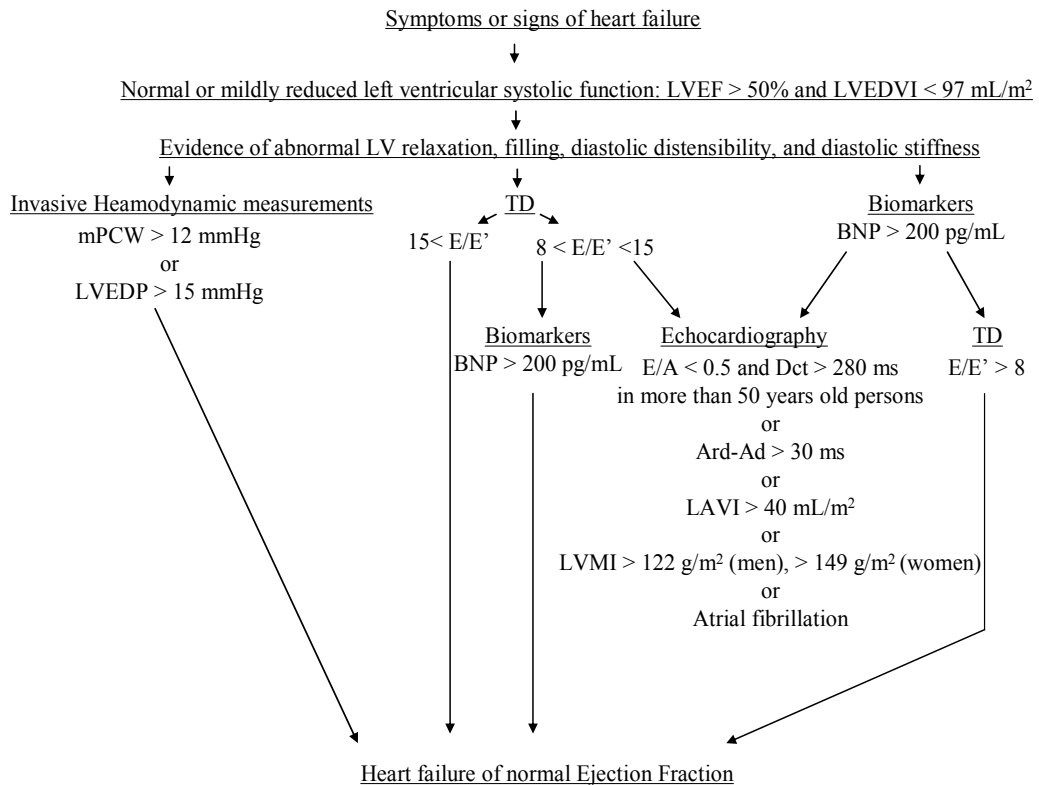 Symptoms or signs of heart failure
Normal or mildly reduced left ventricular systolic function: LVEF > 50% and LVEDVI < 97 mL/m²
Evidence of abnormal LV relaxation, filling, diastolic distensibility, and diastolic stiffness
Invasive Heamodynamic measurements
mPCW > 12 mmHg
or
LVEDP > 15 mmHg
TD
15< E/E’
8 < E/E’ <15
Biomarkers
BNP > 200 pg/mL
Biomarkers
BNP > 200 pg/mL
Echocardiography
E/A < 0.5 and Dct > 280 ms
in more than 50 years old persons
or
Ard-Ad > 30 ms
or
LAVI > 40 mL/m²
or
LVMI > 122 g/m² (men), > 149 g/m² (women)
or
Atrial fibrillation
TD
E/E’ > 8
Heart failure of normal Ejection Fraction